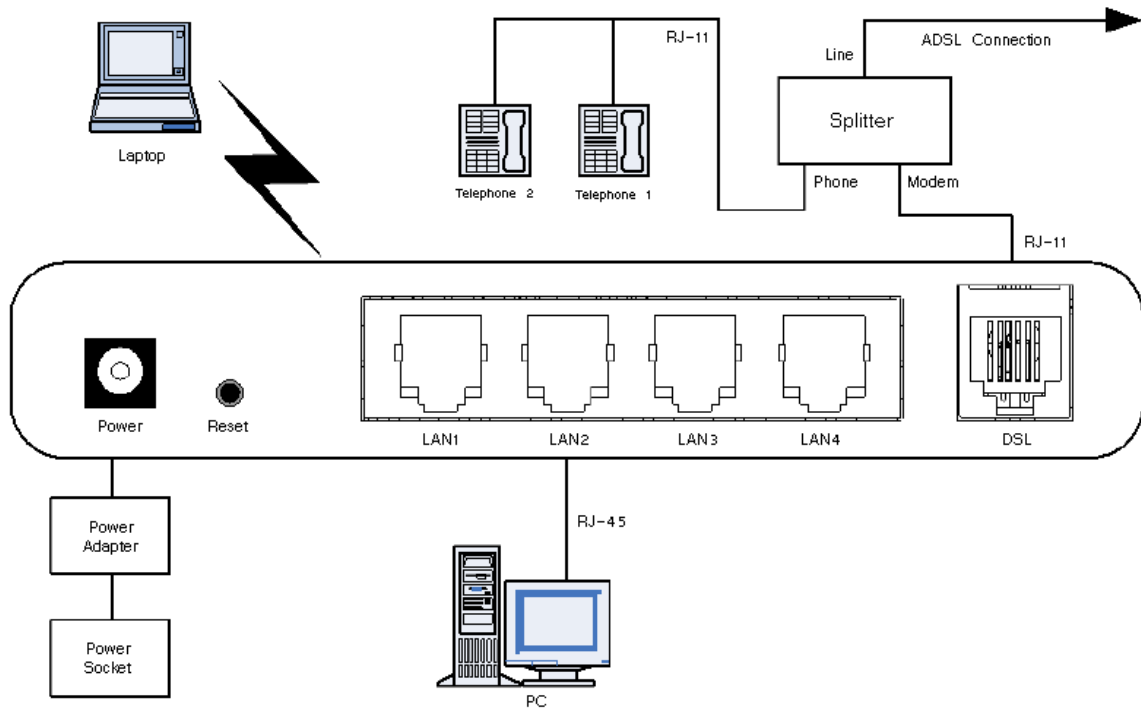 RJ-11
ADSL Connection
Line
Splitter
Laptop
Telephone 2
Telephone 1
Phone
Modem
RJ-11
Power
Reset
LAN1
LAN2
LAN3
LAN4
DSL
Power
Adapter
RJ-45
Power
Socket
PC